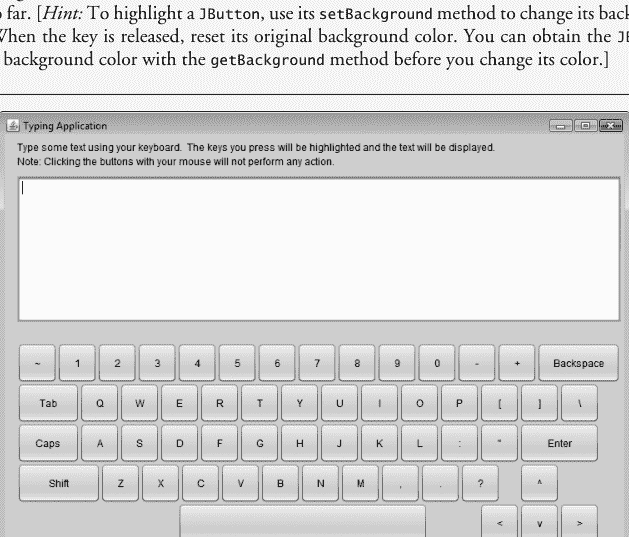 so far. [Hint: To highlight a JButton, use its setBackground method to change its
When the key is released, reset its original background color. You can obtain the
background color with the getBackground method before you change its color.]
Typing Application
Type some text using your keyboard. The keys you press will be highlighted and the text will be displayed.
Note: Clicking the buttons with your mouse will not perform any action.
~ 1 2 3 4 5 6 7 8 9 0 - + Backspace
Tab Q W E R T Y U I O P [ ] \
Caps A S D F G H J K L : " Enter
Shift Z X C V B N M , . ? ^
< v >